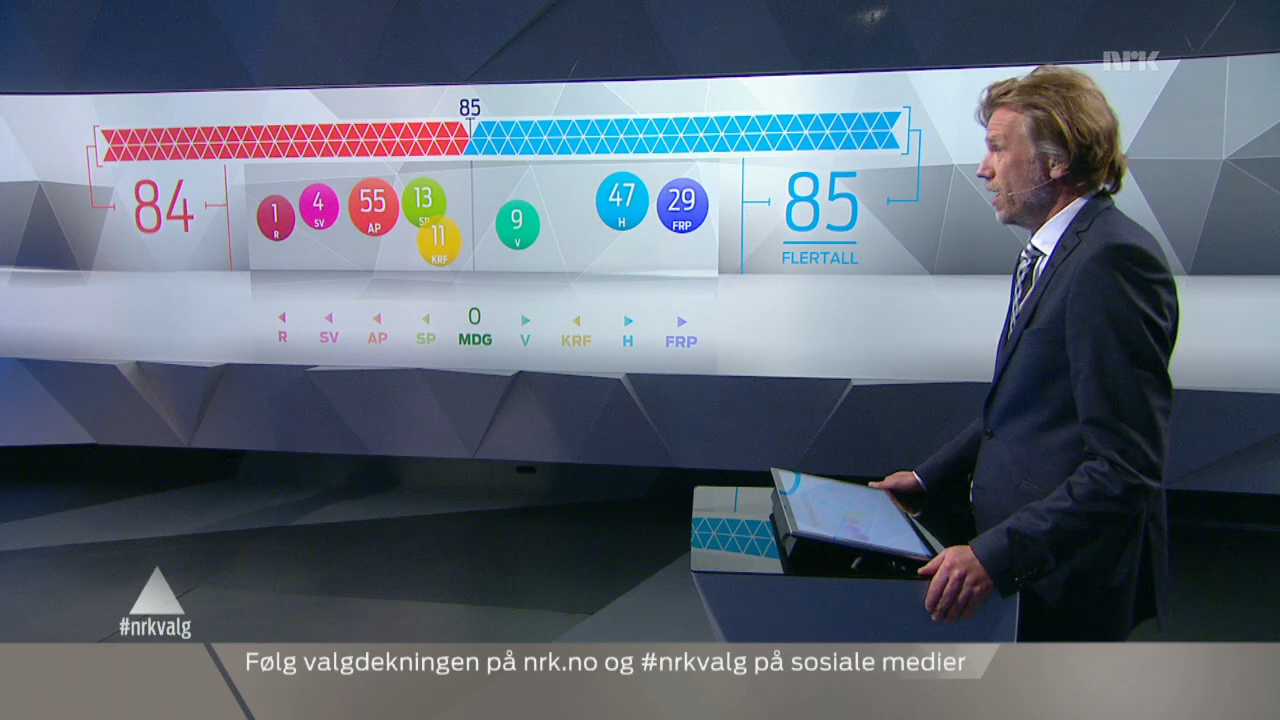 nrk
85
84
1
R
4
SV
55
AP
13
SP
11
KRF
9
V
47
H
29
FRP
85
FLERTALL
0
R SV AP SP MDG V KRF H FRP
#nrkvalg
Følg valgdekningen på nrk.no og #nrkvalg på sosiale medier